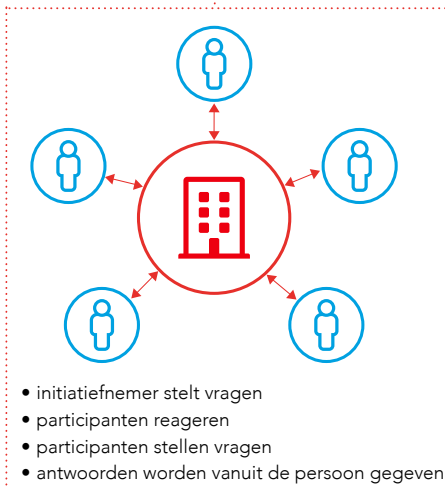 • initiatiefnemer stelt vragen
• participanten reageren
• participanten stellen vragen
• antwoorden worden vanuit de persoon gegeven